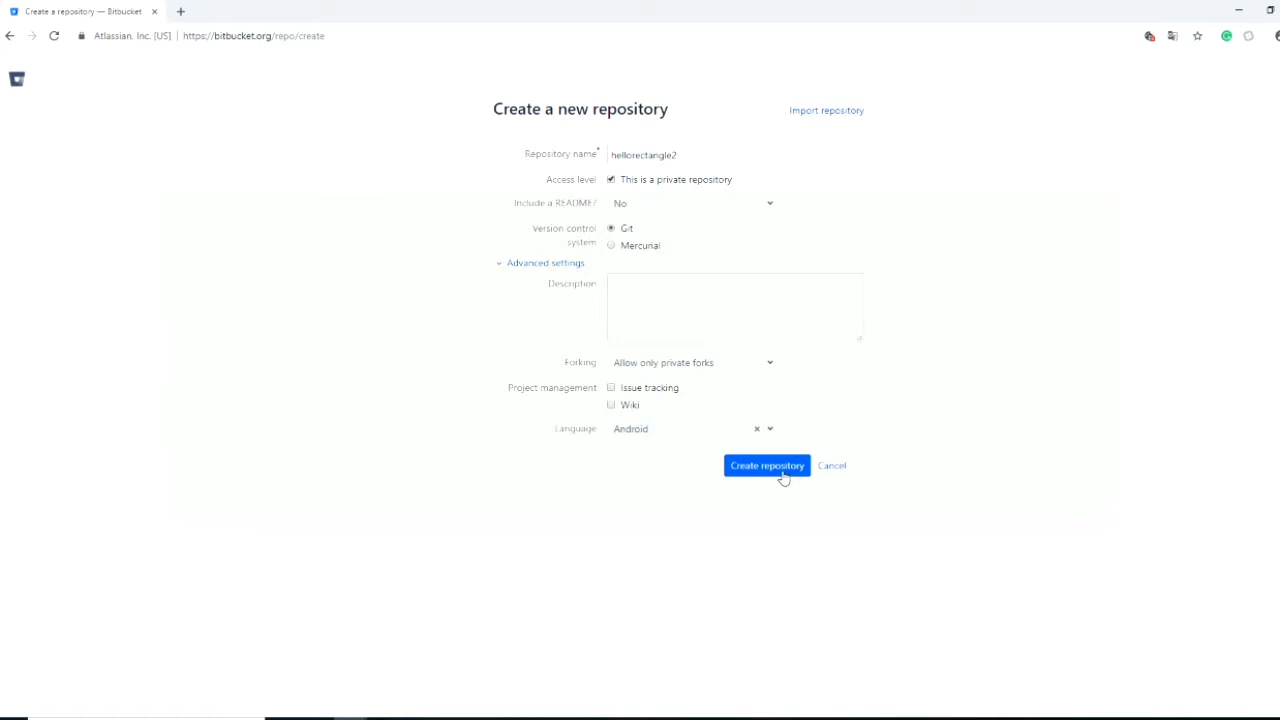 Create a repository — Bitbucket
Atlassian, Inc. [US] https://bitbucket.org/repo/create
Create a new repository
Import repository
Repository name* hellorectangle2
Access level This is a private repository
Include a README? No
Version control system Git
Mercurial
Advanced settings
Description
Forking Allow only private forks
Project management Issue tracking
Wiki
Language Android
Create repository Cancel